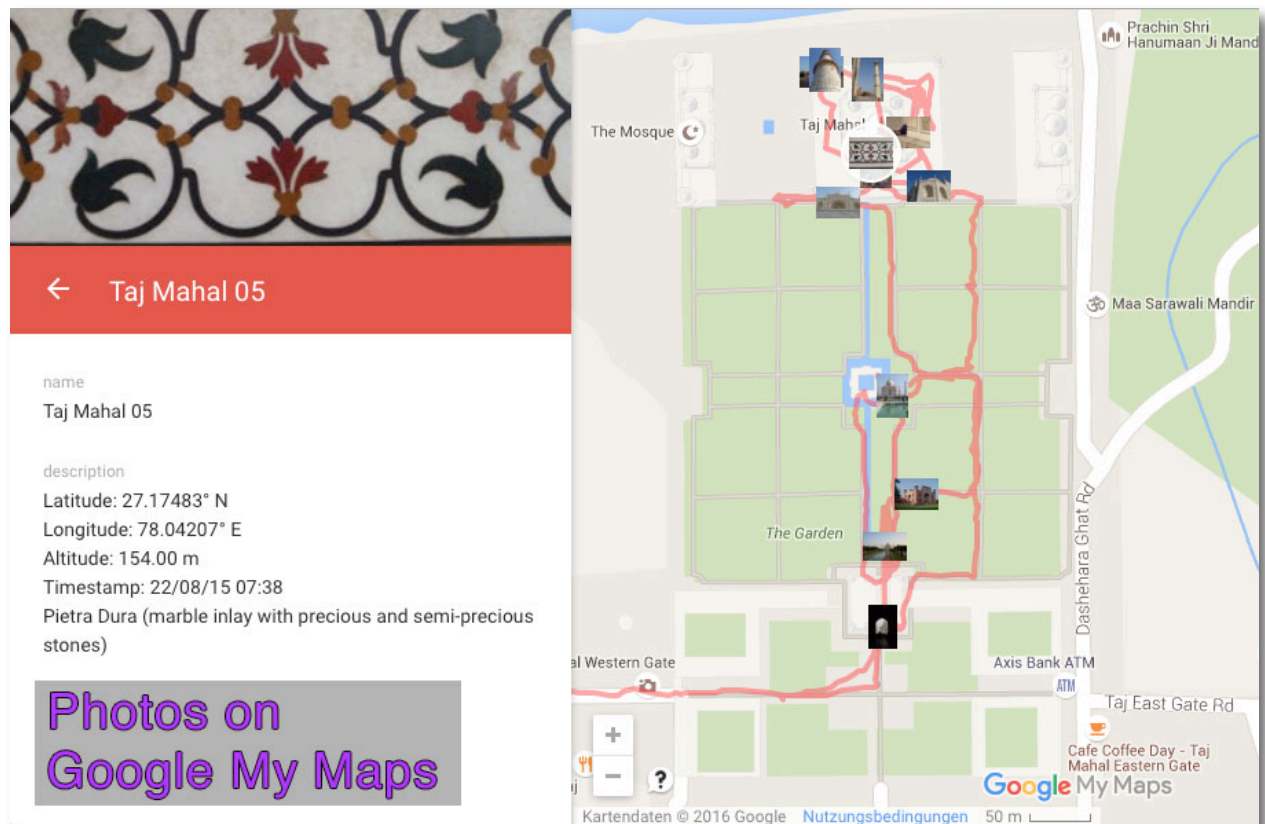 Taj Mahal 05
name
Taj Mahal 05
description
Latitude: 27.17483° N
Longitude: 78.04207° E
Altitude: 154.00 m
Timestamp: 22/08/15 07:38
Pietra Dura (marble inlay with precious and semi-precious
stones)
Photos on
Google My Maps
Prachin Shri
Hanumaan Ji Mand
The Mosque
Taj Mahal
Maa Sarawali Mandir
The Garden
Dashehara Ghat Rd
al Western Gate
Axis Bank ATM
ATM
Taj East Gate Rd
Cafe Coffee Day - Taj
Mahal Eastern Gate
+
−
?
j
Google My Maps
Kartendaten © 2016 Google Nutzungsbedingungen 50 m